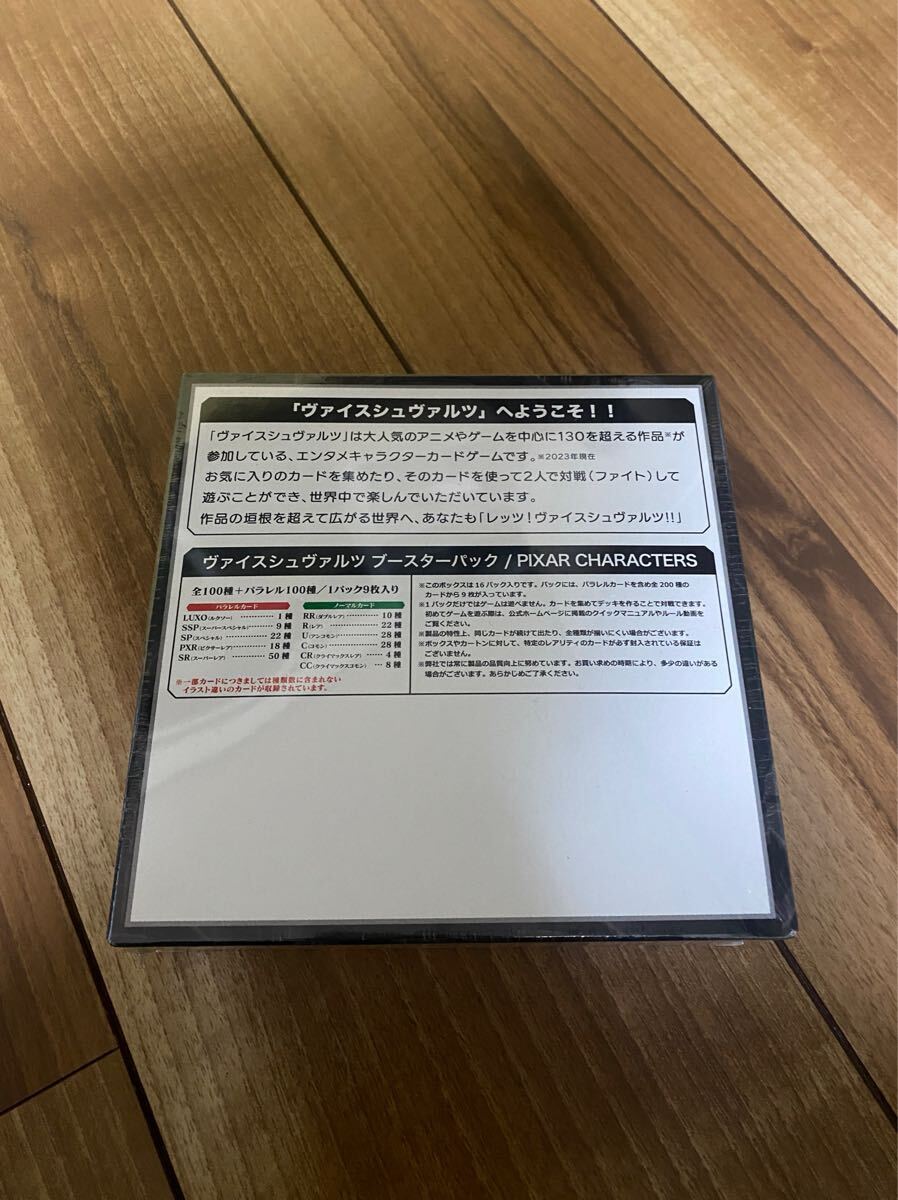 「ヴァイスシュヴァルツ」へようこそ！！
「ヴァイスシュヴァルツ」は大人気のアニメやゲームを中心に130を超える作品※が
参加している、エンタメキャラクターカードゲームです。※2023年現在
お気に入りのカードを集めたり、そのカードを使って2人で対戦（ファイト）して
遊ぶことができ、世界中で楽しんでいただいています。
作品の垣根を超えて広がる世界へ、あなたも「レッツ！ヴァイスシュヴァルツ!!」
ヴァイスシュヴァルツ ブースターパック / PIXAR CHARACTERS
全100種＋パラレル100種／1パック9枚入り
パラレルカード
LUXO（ルクソー）………… 1種
SSP（スーパースペシャル）… 9種
SP（スペシャル）………… 22種
PXR（ピクサーレア）……… 18種
SR（スーパーレア）……… 50種
ノーマルカード
RR（ダブルレア）………… 10種
R（レア）………………… 22種
U（アンコモン）………… 28種
C（コモン）……………… 28種
CR（クライマックスレア）…… 4種
CC（クライマックスコモン）… 8種
※一部カードにつきましては種類数に含まれない
イラスト違いのカードが収録されています。
※このボックスは16パック入りです。パックには、パラレルカードを含め全200種の
カードから9枚が入っています。
※1パックだけではゲームは遊べません。カードを集めてデッキを作ることで対戦できます。
初めてゲームを遊ぶ際は、公式ホームページに掲載のクイックマニュアルやルール動画を
ご覧ください。
※製品の特性上、同じカードが続けて出たり、全種類が揃いにくい場合がございます。
※ボックスやカートンに対して、特定のレアリティのカードが必ず封入されている保証は
ございません。
※弊社では常に製品の品質向上に努めています。お買い求めの時期により、多少の違いがある
場合がございます。あらかじめご了承ください。